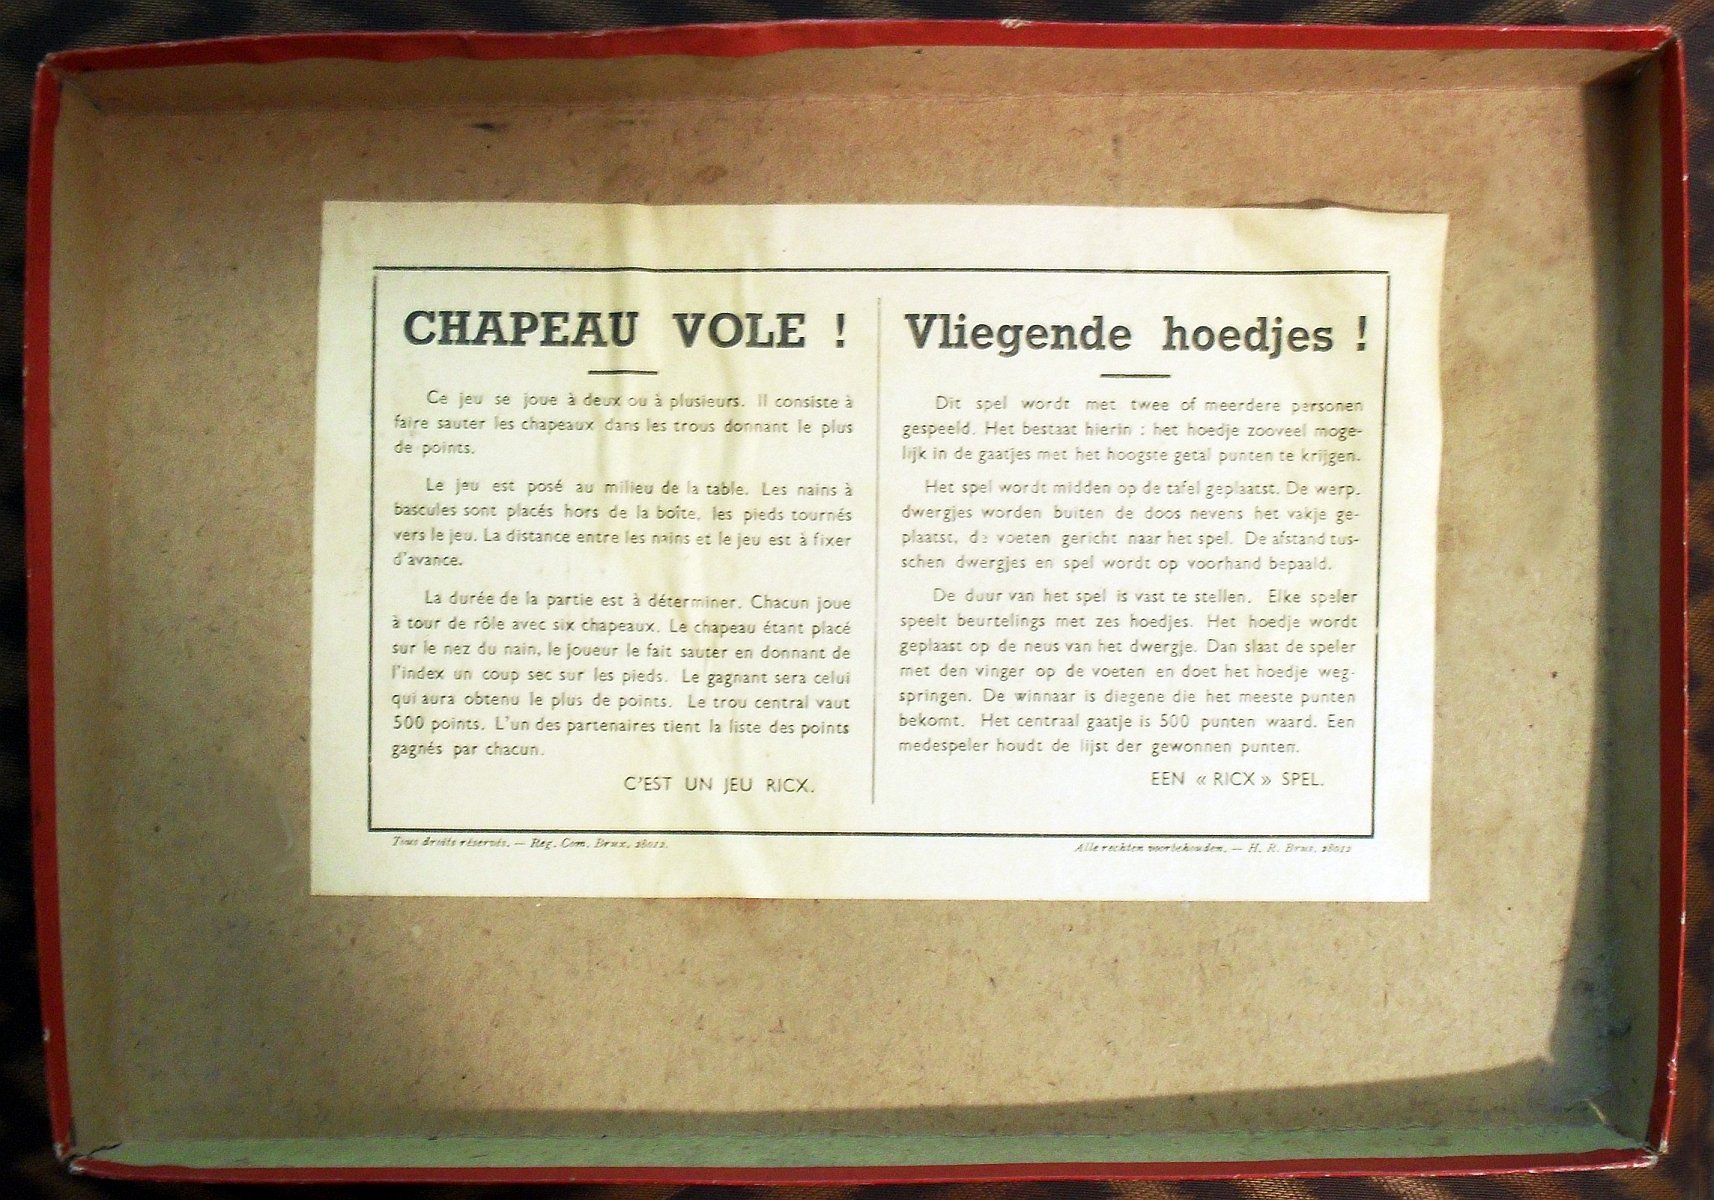 CHAPEAU VOLE !
Ce jeu se joue à deux ou à plusieurs. Il consiste à
faire sauter les chapeaux dans les trous donnant le plus
de points.
Le jeu est posé au milieu de la table. Les nains à
bascules sont placés hors de la boîte, les pieds tournés
vers le jeu. La distance entre les nains et le jeu est à fixer
d'avance.
La durée de la partie est à déterminer. Chacun joue
à tour de rôle avec six chapeaux. Le chapeau étant placé
sur le nez du nain, le joueur le fait sauter en donnant de
l'index un coup sec sur les pieds. Le gagnant sera celui
qui aura obtenu le plus de points. Le trou central vaut
500 points. L'un des partenaires tient la liste des points
gagnés par chacun.
C'EST UN JEU RICX.
Tous droits réservés. — Reg. Com. Brux. 28012.
Vliegende hoedjes !
Dit spel wordt met twee of meerdere personen
gespeeld. Het bestaat hierin : het hoedje zooveel moge-
lijk in de gaatjes met het hoogste getal punten te krijgen.
Het spel wordt midden op de tafel geplaatst. De werp-
dwergjes worden buiten de doos nevens het vakje ge-
plaatst, de voeten gericht naar het spel. De afstand tus-
schen dwergjes en spel wordt op voorhand bepaald.
De duur van het spel is vast te stellen. Elke speler
speelt beurtelings met zes hoedjes. Het hoedje wordt
geplaast op de neus van het dwergje. Dan slaat de speler
met den vinger op de voeten en doet het hoedje weg-
springen. De winnaar is diegene die het meeste punten
bekomt. Het centraal gaatje is 500 punten waard. Een
medespeler houdt de lijst der gewonnen punten.
EEN « RICX » SPEL.
Alle rechten voorbehouden. — H. R. Brus. 28012